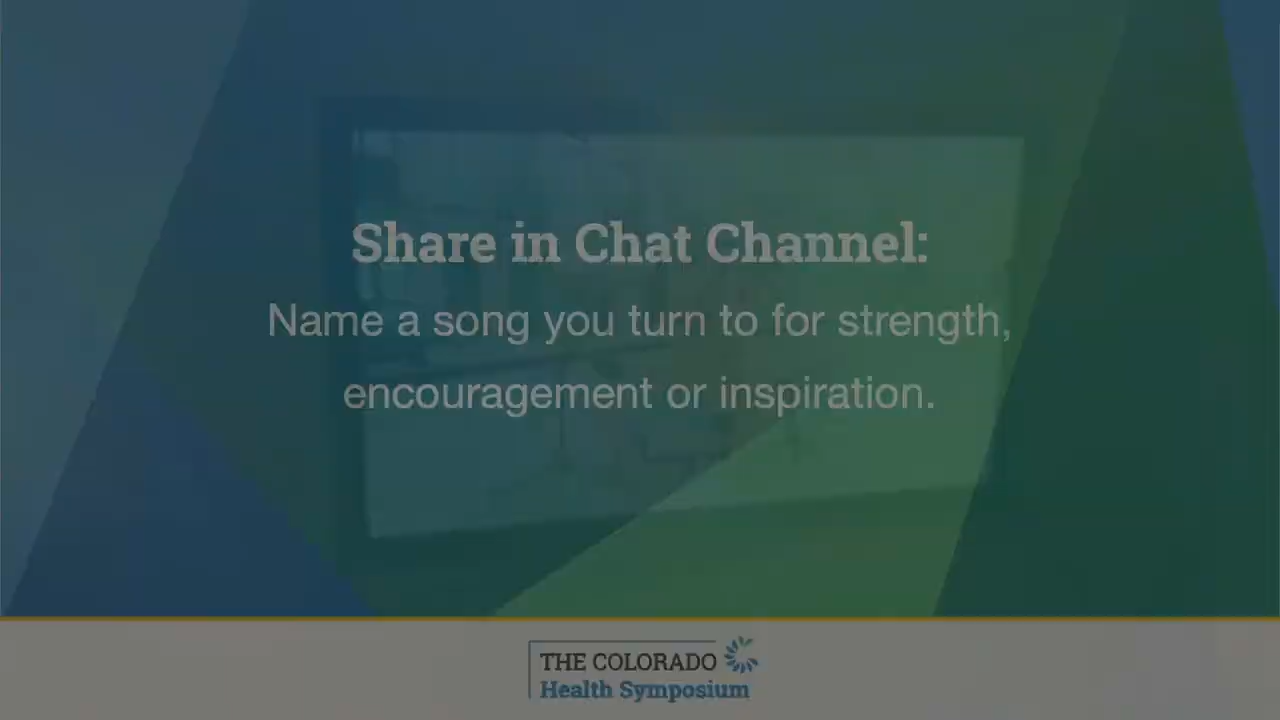 Share in Chat Channel:
Name a song you turn to for strength,
encouragement or inspiration.
THE COLORADO
Health Symposium